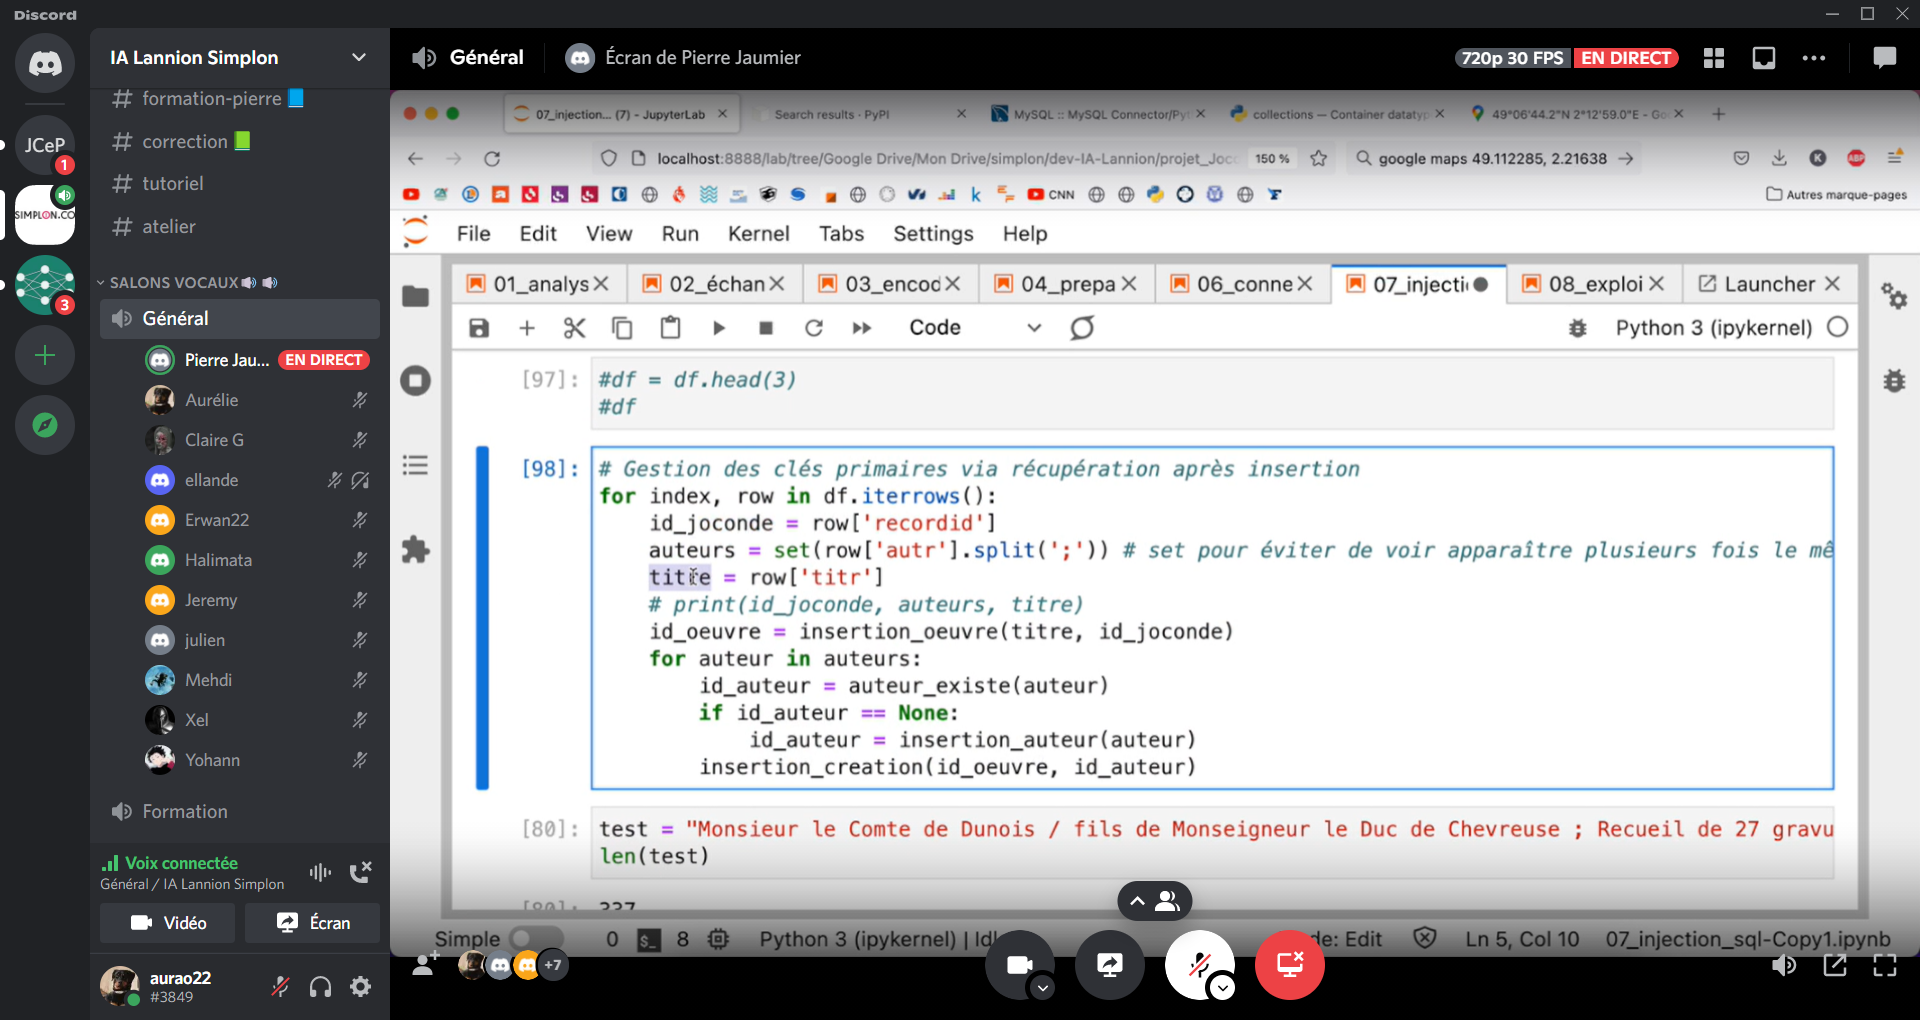 Discord
IA Lannion Simplon
Général
Écran de Pierre Jaumier
720p 30 FPS
EN DIRECT
# formation-pierre
# correction
# tutoriel
# atelier
SALONS VOCAUX
Général
Pierre Jau...
EN DIRECT
Aurélie
Claire G
ellande
Erwan22
Halimata
Jeremy
julien
Mehdi
Xel
Yohann
Formation
Voix connectée
Général / IA Lannion Simplon
Vidéo
Écran
aurao22
#3849
JCeP
1
SIMPLON.CO
3
07_injection... (7) - JupyterLab
Search results · PyPI
MySQL :: MySQL Connector/Pyt
collections — Container datatyp
49°06'44.2"N 2°12'59.0"E - Goo
localhost:8888/lab/tree/Google Drive/Mon Drive/simplon/dev-IA-Lannion/projet_Joco
150 %
google maps 49.112285, 2.21638
K
ABP
CNN
Autres marque-pages
File Edit View Run Kernel Tabs Settings Help
01_analys
02_échan
03_encod
04_prepa
06_conne
07_injecti
08_exploi
Launcher
Code
Python 3 (ipykernel)
[97]: #df = df.head(3)
#df
[98]: # Gestion des clés primaires via récupération après insertion
for index, row in df.iterrows():
id_joconde = row['recordid']
auteurs = set(row['autr'].split(';')) # set pour éviter de voir apparaître plusieurs fois le mê
titre = row['titr']
# print(id_joconde, auteurs, titre)
id_oeuvre = insertion_oeuvre(titre, id_joconde)
for auteur in auteurs:
id_auteur = auteur_existe(auteur)
if id_auteur == None:
id_auteur = insertion_auteur(auteur)
insertion_creation(id_oeuvre, id_auteur)
[80]: test = "Monsieur le Comte de Dunois / fils de Monseigneur le Duc de Chevreuse ; Recueil de 27 gravu
len(test)
[80]: 337
Simple
0
8
Python 3 (ipykernel) | Idl
de: Edit
Ln 5, Col 10
07_injection_sql-Copy1.ipynb
+7